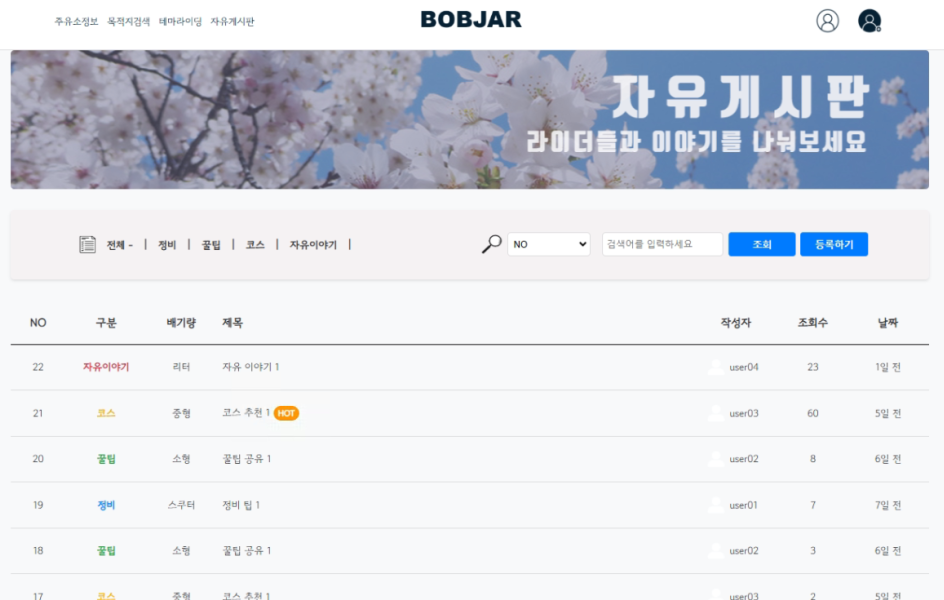 주유소정보 목적지검색 테마라이딩 자유게시판 BOBJAR
자유게시판
라이더들과 이야기를 나눠보세요
전체 - | 정비 | 꿀팁 | 코스 | 자유이야기 | NO 검색어를 입력하세요 조회 등록하기
NO 구분 배기량 제목 작성자 조회수 날짜
22 자유이야기 리터 자유 이야기 1 user04 23 1일 전
21 코스 중형 코스 추천 1 HOT user03 60 5일 전
20 꿀팁 소형 꿀팁 공유 1 user02 8 6일 전
19 정비 스쿠터 정비 팁 1 user01 7 7일 전
18 꿀팁 소형 꿀팁 공유 1 user02 3 6일 전
17 코스 중형 코스 추천 1 user03 2 5일 전